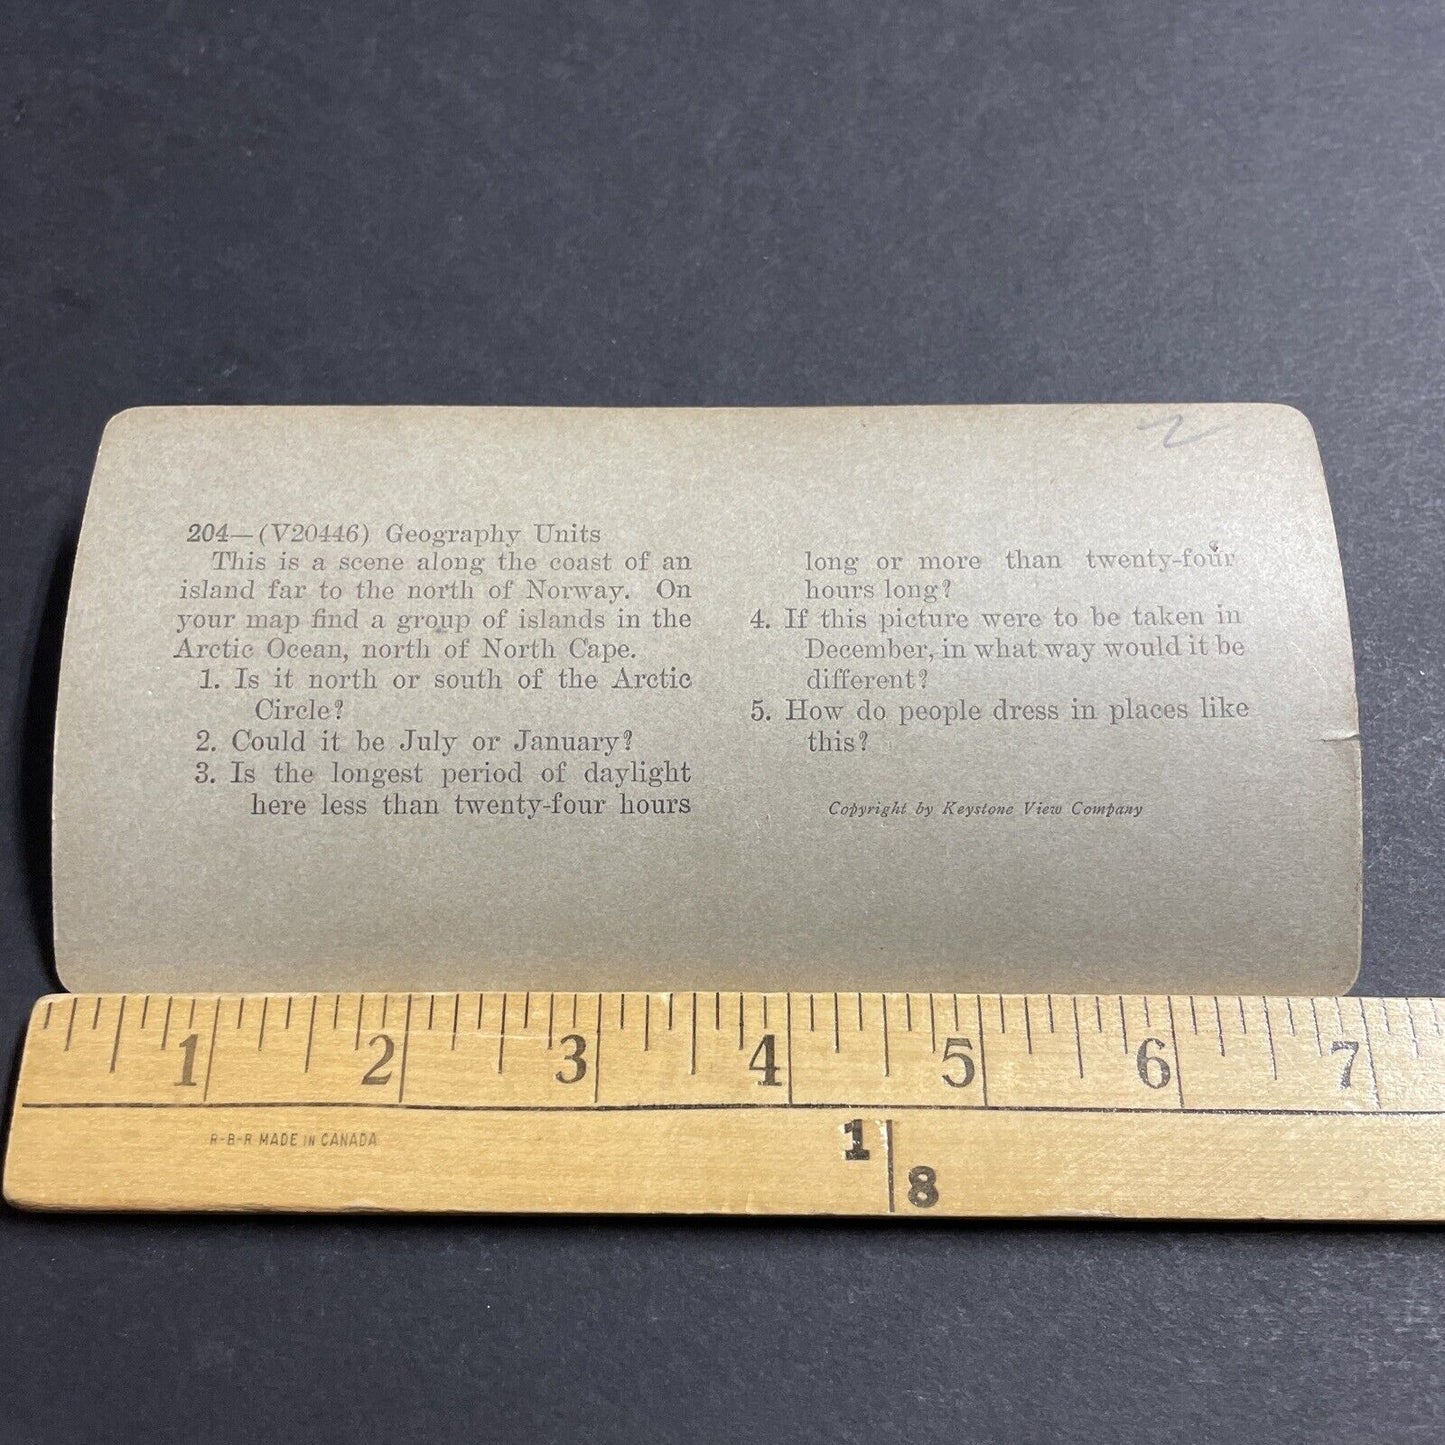 204—(V20446) Geography Units
This is a scene along the coast of an
island far to the north of Norway. On
your map find a group of islands in the
Arctic Ocean, north of North Cape.
1. Is it north or south of the Arctic
Circle?
2. Could it be July or January?
3. Is the longest period of daylight
here less than twenty-four hours
long or more than twenty-four
hours long?
4. If this picture were to be taken in
December, in what way would it be
different?
5. How do people dress in places like
this?
Copyright by Keystone View Company
1 2 3 4 5 6 7
R-B-R MADE IN CANADA
1
8